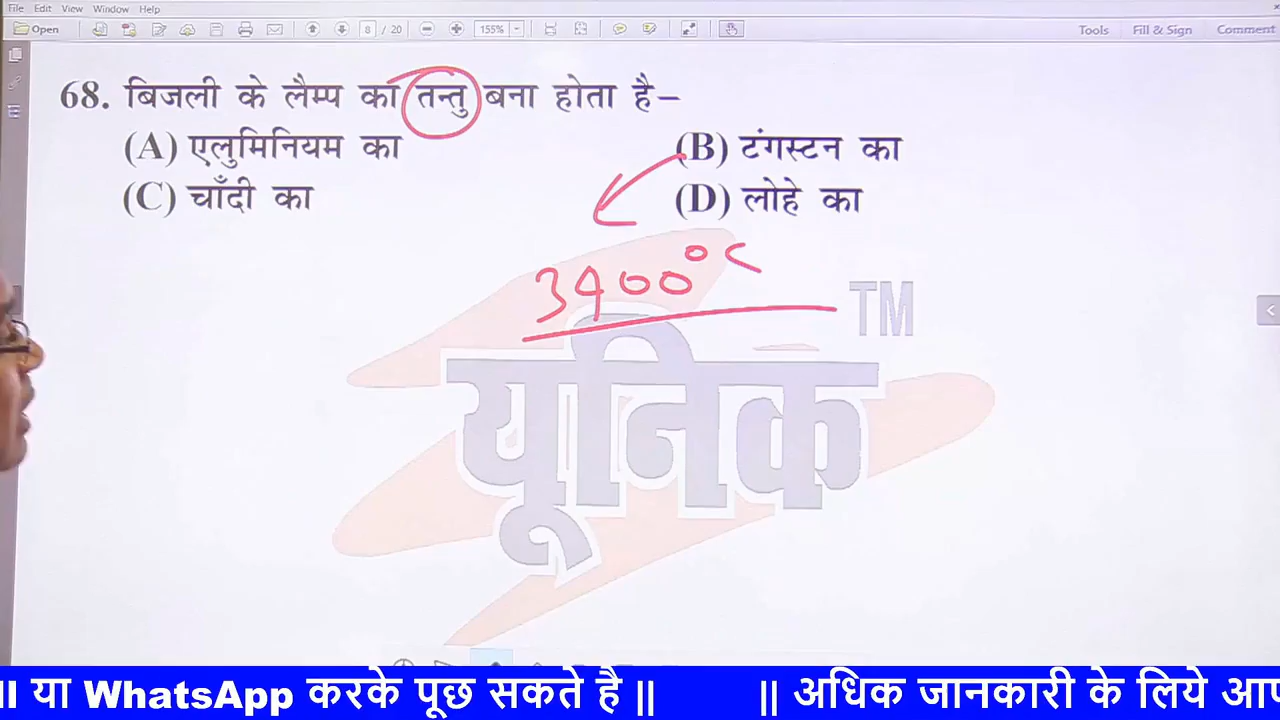 File Edit View Window Help
Open 8 / 20 155% Tools Fill & Sign Comment
68. बिजली के लैम्प का तन्तु बना होता है–
(A) एलुमिनियम का (B) टंगस्टन का
(C) चाँदी का (D) लोहे का
3400°C
TM
यूनिक
या WhatsApp करके पूछ सकते है || || अधिक जानकारी के लिये